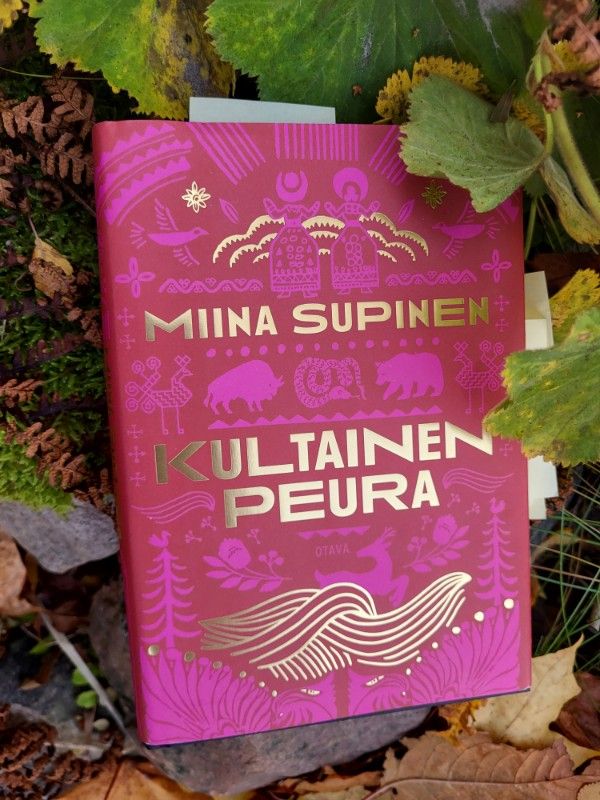 MIINA SUPINEN
KULTAINEN
PEURA
OTAVA